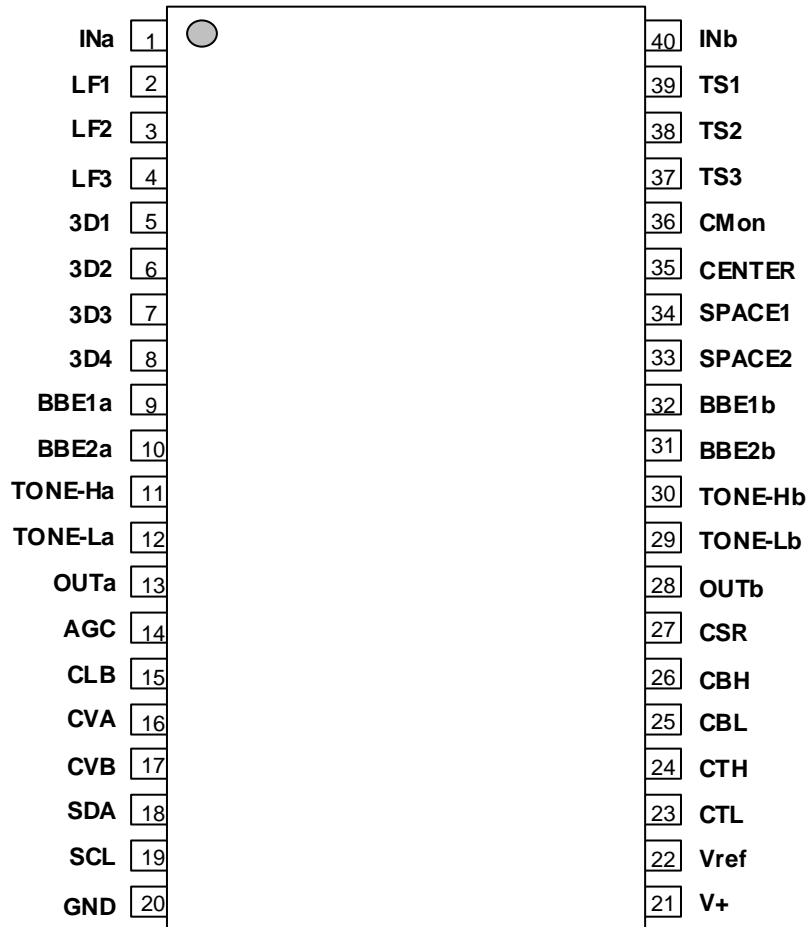 INa 1 40 INb
LF1 2 39 TS1
LF2 3 38 TS2
LF3 4 37 TS3
3D1 5 36 CMon
3D2 6 35 CENTER
3D3 7 34 SPACE1
3D4 8 33 SPACE2
BBE1a 9 32 BBE1b
BBE2a 10 31 BBE2b
TONE-Ha 11 30 TONE-Hb
TONE-La 12 29 TONE-Lb
OUTa 13 28 OUTb
AGC 14 27 CSR
CLB 15 26 CBH
CVA 16 25 CBL
CVB 17 24 CTH
SDA 18 23 CTL
SCL 19 22 Vref
GND 20 21 V+